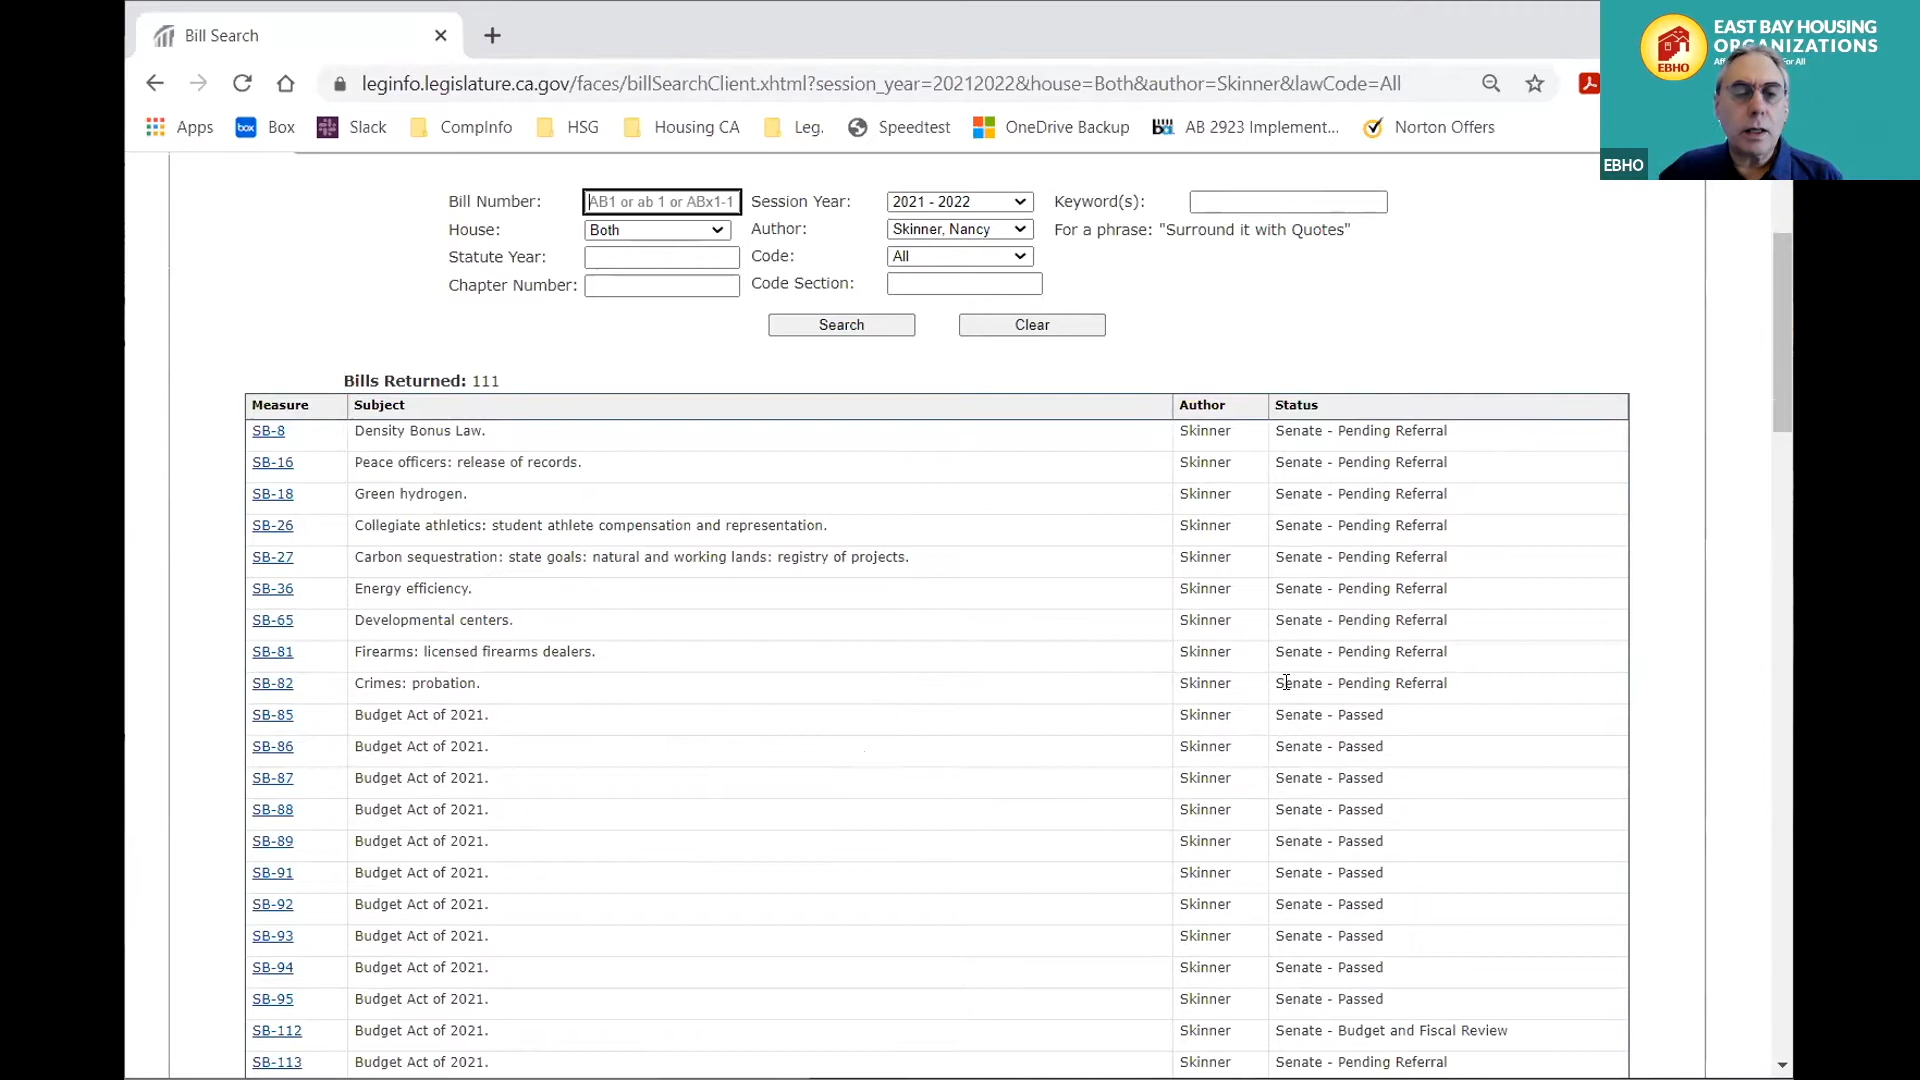 Bill Search
leginfo.legislature.ca.gov/faces/billSearchClient.xhtml?session_year=20212022&house=Both&author=Skinner&lawCode=All
Apps Box Slack CompInfo HSG Housing CA Leg. Speedtest OneDrive Backup AB 2923 Implement... Norton Offers
EAST BAY HOUSING
ORGANIZATIONS
For All
EBHO
EBHO
Bill Number: AB1 or ab 1 or ABx1-1 Session Year: 2021 - 2022 Keyword(s):
House: Both Author: Skinner, Nancy For a phrase: "Surround it with Quotes"
Statute Year: Code: All
Chapter Number: Code Section:
Search Clear
Bills Returned: 111
Measure Subject Author Status
SB-8 Density Bonus Law. Skinner Senate - Pending Referral
SB-16 Peace officers: release of records. Skinner Senate - Pending Referral
SB-18 Green hydrogen. Skinner Senate - Pending Referral
SB-26 Collegiate athletics: student athlete compensation and representation. Skinner Senate - Pending Referral
SB-27 Carbon sequestration: state goals: natural and working lands: registry of projects. Skinner Senate - Pending Referral
SB-36 Energy efficiency. Skinner Senate - Pending Referral
SB-65 Developmental centers. Skinner Senate - Pending Referral
SB-81 Firearms: licensed firearms dealers. Skinner Senate - Pending Referral
SB-82 Crimes: probation. Skinner Senate - Pending Referral
SB-85 Budget Act of 2021. Skinner Senate - Passed
SB-86 Budget Act of 2021. Skinner Senate - Passed
SB-87 Budget Act of 2021. Skinner Senate - Passed
SB-88 Budget Act of 2021. Skinner Senate - Passed
SB-89 Budget Act of 2021. Skinner Senate - Passed
SB-91 Budget Act of 2021. Skinner Senate - Passed
SB-92 Budget Act of 2021. Skinner Senate - Passed
SB-93 Budget Act of 2021. Skinner Senate - Passed
SB-94 Budget Act of 2021. Skinner Senate - Passed
SB-95 Budget Act of 2021. Skinner Senate - Passed
SB-112 Budget Act of 2021. Skinner Senate - Budget and Fiscal Review
SB-113 Budget Act of 2021. Skinner Senate - Pending Referral